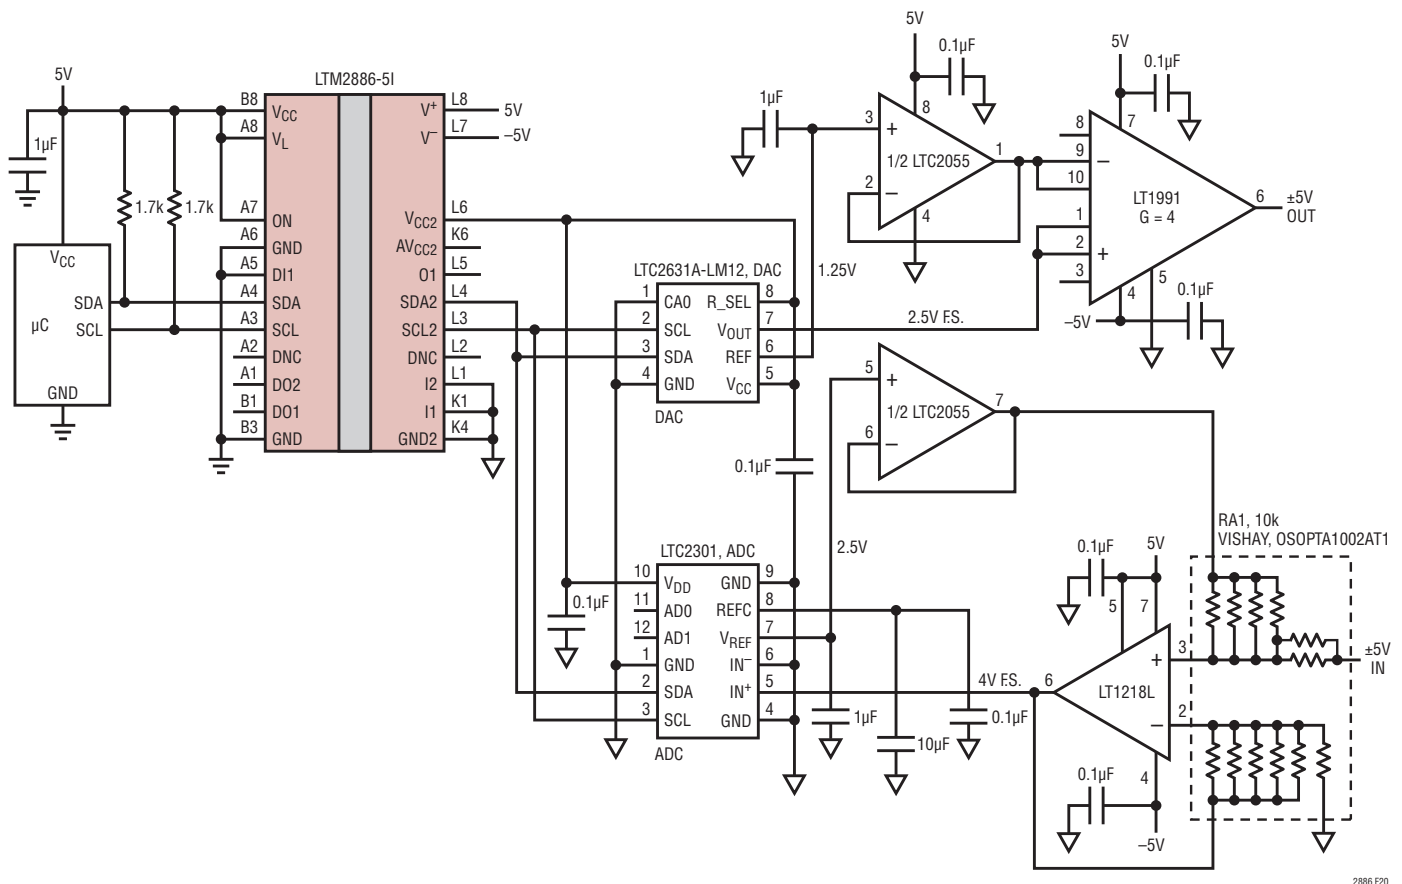 5V
1µF
1.7k
1.7k
VCC
SDA
SCL
µC
GND
LTM2886-5I
B8
A8
A7
A6
A5
A4
A3
A2
A1
B1
B3
VCC
VL
ON
GND
DI1
SDA
SCL
DNC
DO2
DO1
GND
V+
V–
VCC2
AVCC2
O1
SDA2
SCL2
DNC
I2
I1
GND2
L8
L7
L6
K6
L5
L4
L3
L2
L1
K1
K4
5V
–5V
LTC2631A-LM12, DAC
1
2
3
4
CA0
SCL
SDA
GND
R_SEL
VOUT
REF
VCC
8
7
6
5
DAC
0.1µF
LTC2301, ADC
10
11
12
1
2
3
VDD
AD0
AD1
GND
SDA
SCL
GND
REFC
VREF
IN–
IN+
GND
9
8
7
6
5
4
ADC
0.1µF
1µF
10µF
0.1µF
2.5V
1.25V
2.5V F.S.
4V F.S.
1µF
5V
0.1µF
3
2
8
4
1
+
–
1/2 LTC2055
5V
0.1µF
8
9
10
1
2
3
7
–
+
LT1991
G = 4
6
±5V
OUT
4
5
–5V
0.1µF
5
6
+
–
1/2 LTC2055
7
RA1, 10k
VISHAY, OSOPTA1002AT1
0.1µF
5V
5
7
3
+
LT1218L
6
–
2
4
±5V
IN
0.1µF
–5V
2886 F20